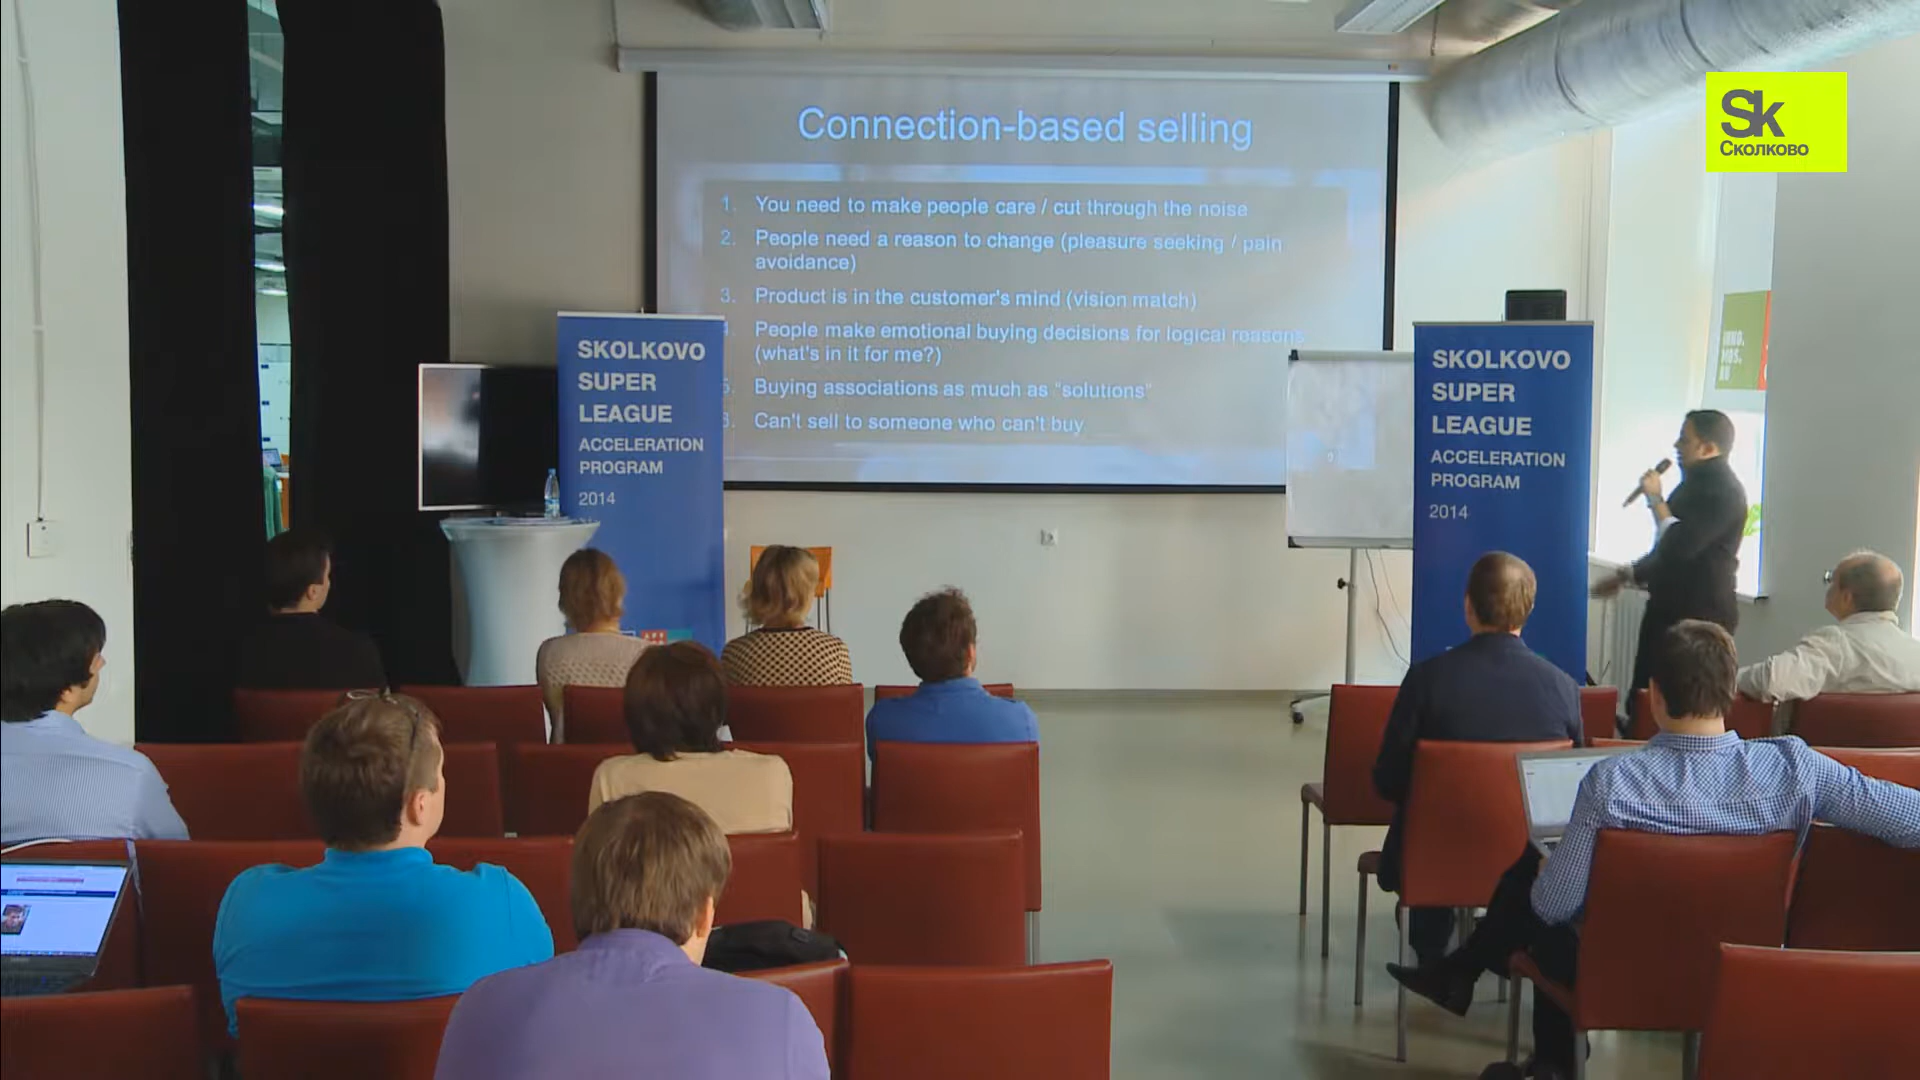 Connection-based selling
1. You need to make people care / cut through the noise
2. People need a reason to change (pleasure seeking / pain
avoidance)
3. Product is in the customer's mind (vision match)
People make emotional buying decisions for logical reasons
(what's in it for me?)
Buying associations as much as "solutions"
Can't sell to someone who can't buy
Sk
Сколково
SKOLKOVO
SUPER
LEAGUE
ACCELERATION
PROGRAM
2014
SKOLKOVO
SUPER
LEAGUE
ACCELERATION
PROGRAM
2014